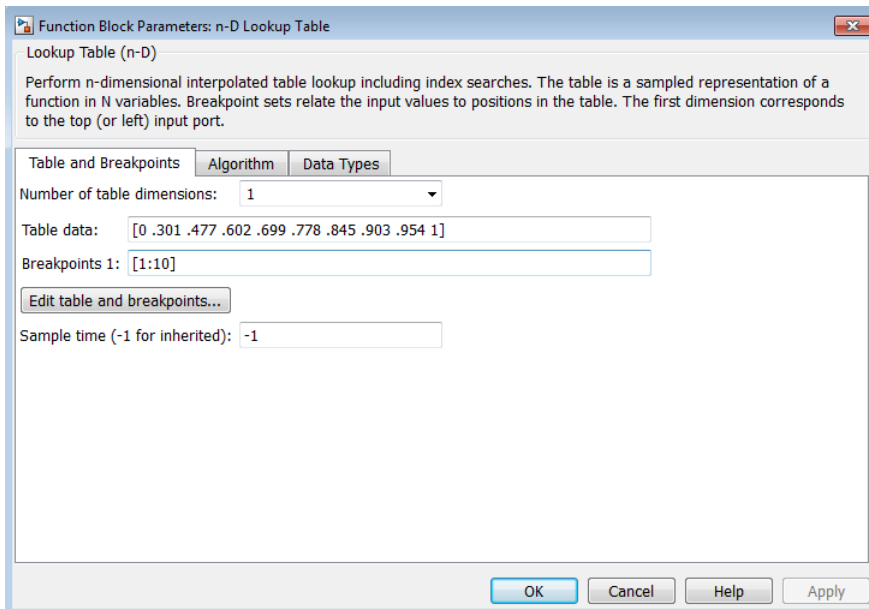 Function Block Parameters: n-D Lookup Table
Lookup Table (n-D)
Perform n-dimensional interpolated table lookup including index searches. The table is a sampled representation of a
function in N variables. Breakpoint sets relate the input values to positions in the table. The first dimension corresponds
to the top (or left) input port.
Table and Breakpoints Algorithm Data Types
Number of table dimensions: 1
Table data: [0 .301 .477 .602 .699 .778 .845 .903 .954 1]
Breakpoints 1: [1:10]
Edit table and breakpoints...
Sample time (-1 for inherited): -1
OK Cancel Help Apply